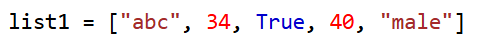 list1 = ["abc", 34, True, 40, "male"]